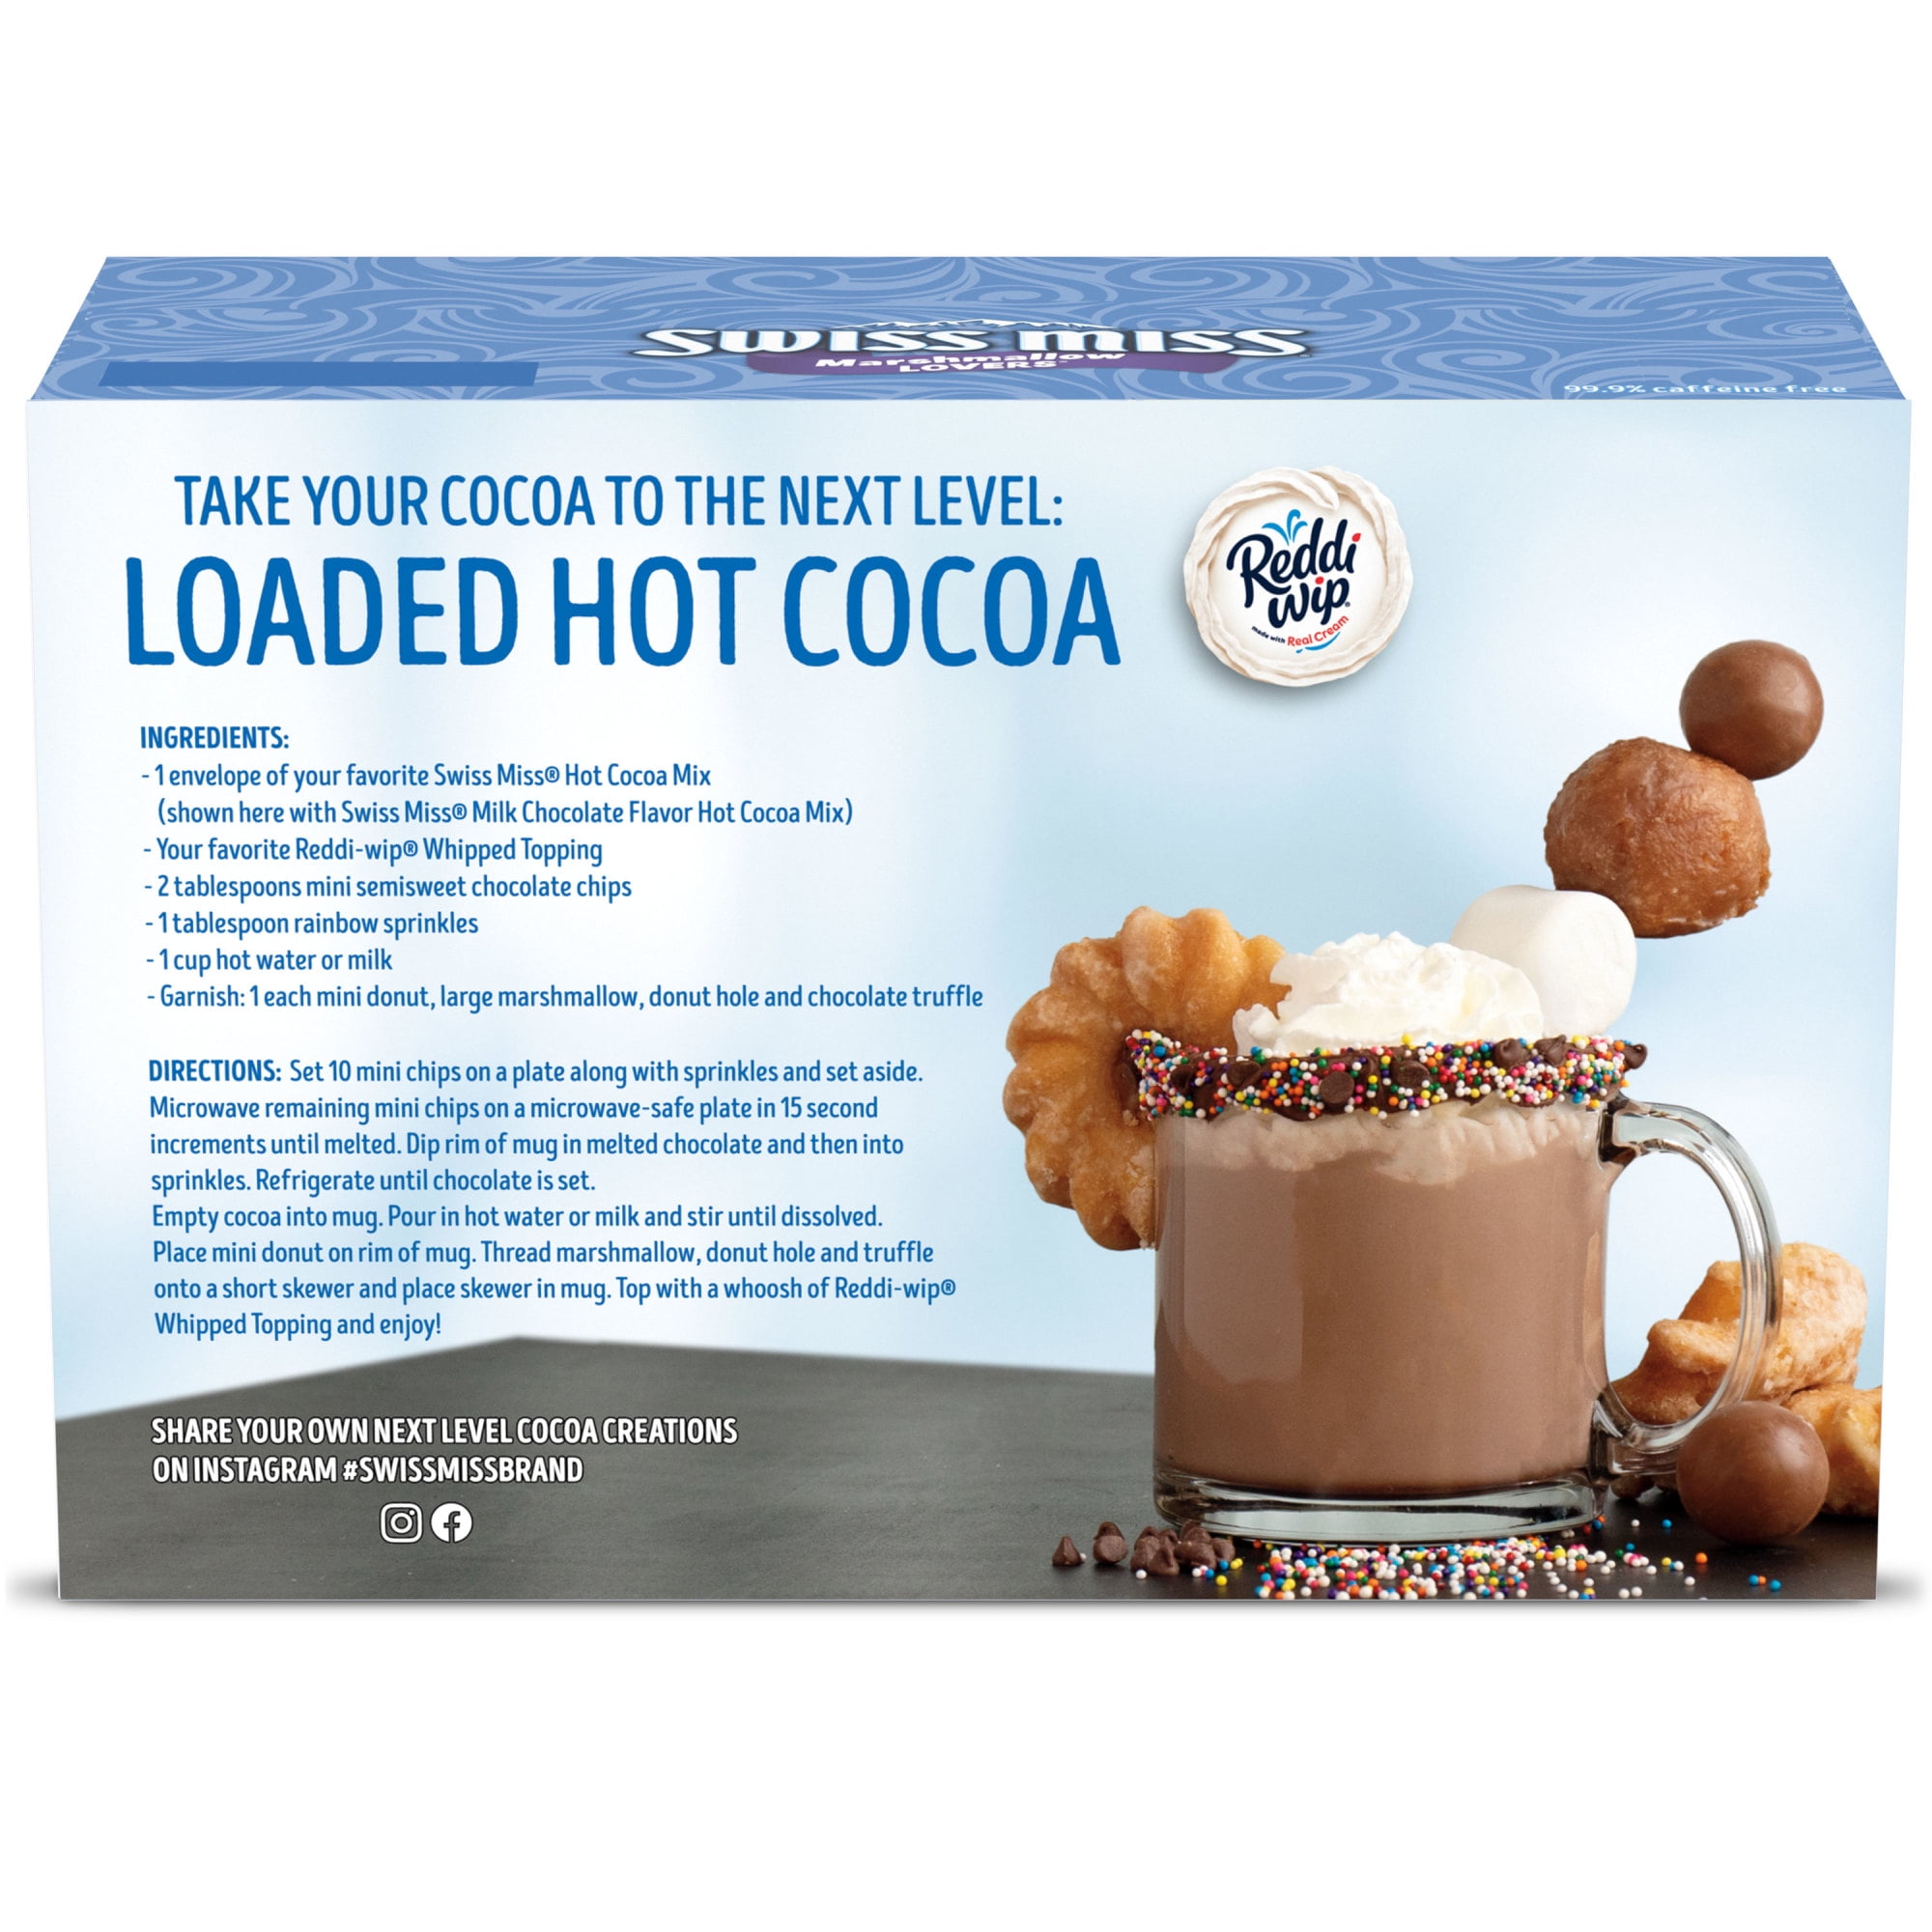 SWISS MISS
Marshmallow
LOVERS
99.9% caffeine free
TAKE YOUR COCOA TO THE NEXT LEVEL:
LOADED HOT COCOA
Reddi
wip®
made with Real Cream
INGREDIENTS:
- 1 envelope of your favorite Swiss Miss® Hot Cocoa Mix
(shown here with Swiss Miss® Milk Chocolate Flavor Hot Cocoa Mix)
- Your favorite Reddi-wip® Whipped Topping
- 2 tablespoons mini semisweet chocolate chips
- 1 tablespoon rainbow sprinkles
- 1 cup hot water or milk
- Garnish: 1 each mini donut, large marshmallow, donut hole and chocolate truffle
DIRECTIONS: Set 10 mini chips on a plate along with sprinkles and set aside.
Microwave remaining mini chips on a microwave-safe plate in 15 second
increments until melted. Dip rim of mug in melted chocolate and then into
sprinkles. Refrigerate until chocolate is set.
Empty cocoa into mug. Pour in hot water or milk and stir until dissolved.
Place mini donut on rim of mug. Thread marshmallow, donut hole and truffle
onto a short skewer and place skewer in mug. Top with a whoosh of Reddi-wip®
Whipped Topping and enjoy!
SHARE YOUR OWN NEXT LEVEL COCOA CREATIONS
ON INSTAGRAM #SWISSMISSBRAND